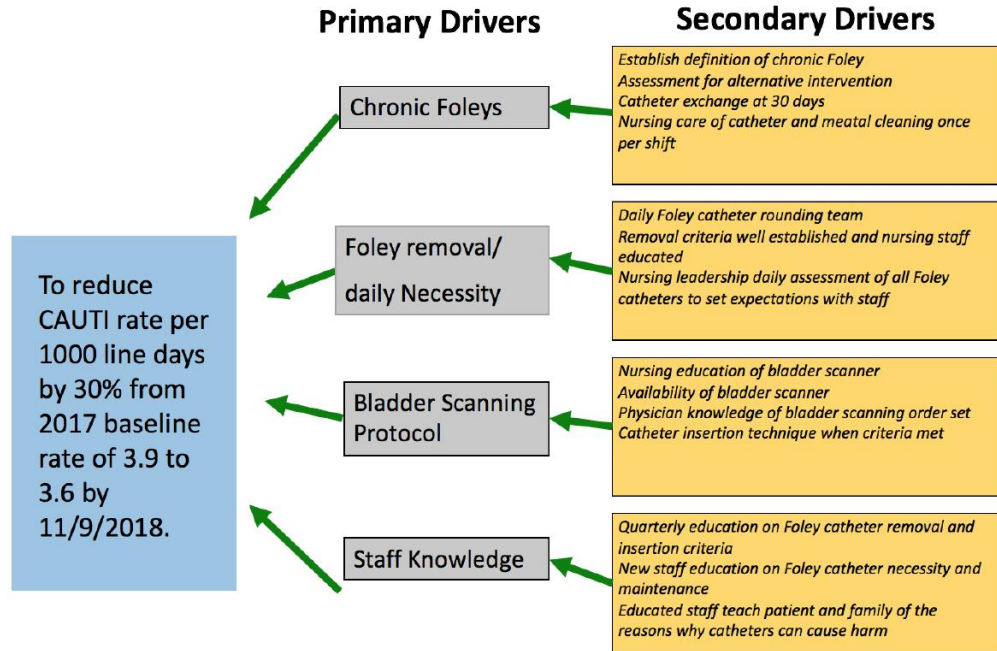 Primary Drivers
Secondary Drivers
To reduce
CAUTI rate per
1000 line days
by 30% from
2017 baseline
rate of 3.9 to
3.6 by
11/9/2018.
Chronic Foleys
Establish definition of chronic Foley
Assessment for alternative intervention
Catheter exchange at 30 days
Nursing care of catheter and meatal cleaning once
per shift
Foley removal/
daily Necessity
Daily Foley catheter rounding team
Removal criteria well established and nursing staff
educated
Nursing leadership daily assessment of all Foley
catheters to set expectations with staff
Bladder Scanning
Protocol
Nursing education of bladder scanner
Availability of bladder scanner
Physician knowledge of bladder scanning order set
Catheter insertion technique when criteria met
Staff Knowledge
Quarterly education on Foley catheter removal and
insertion criteria
New staff education on Foley catheter necessity and
maintenance
Educated staff teach patient and family of the
reasons why catheters can cause harm